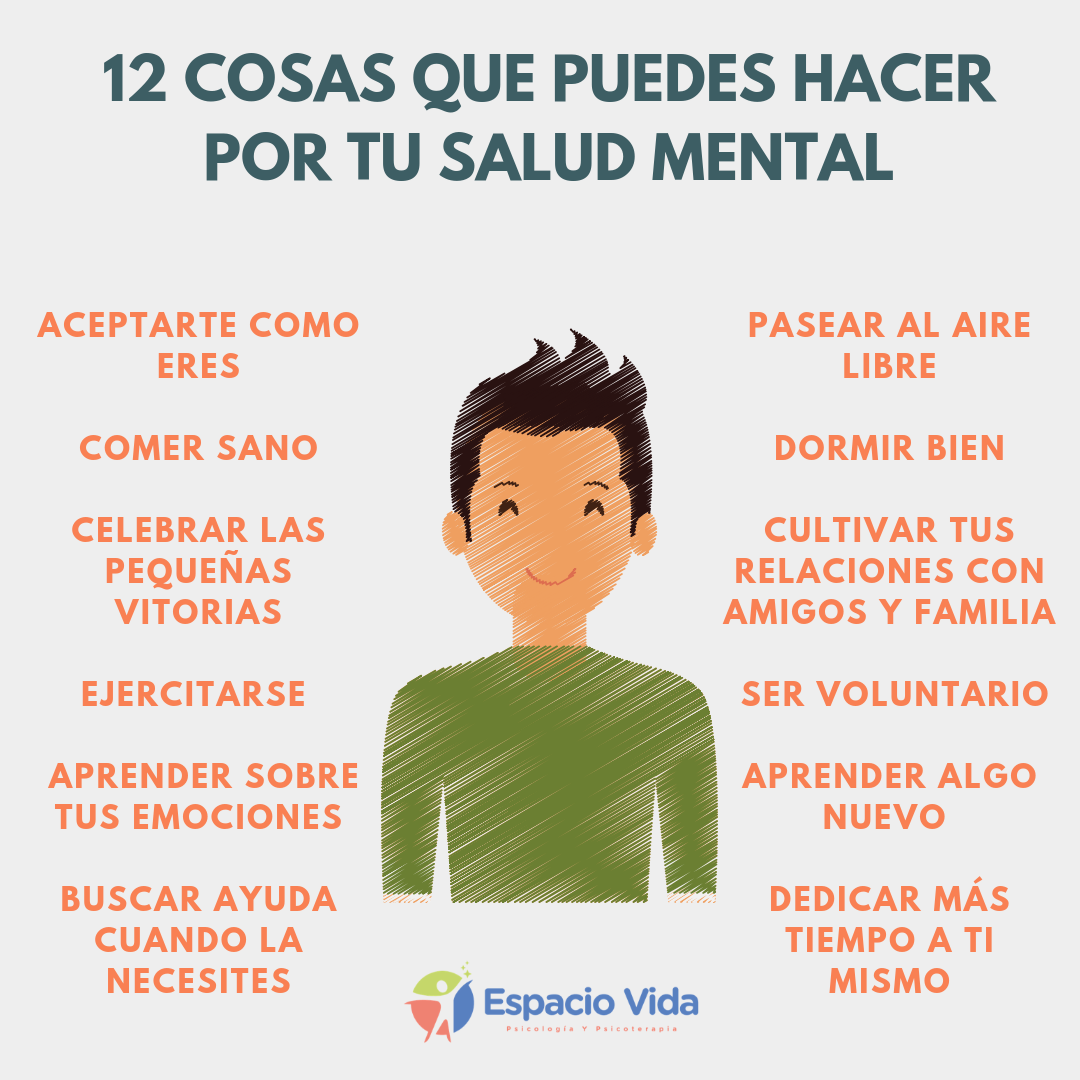 12 COSAS QUE PUEDES HACER
POR TU SALUD MENTAL
ACEPTARTE COMO
ERES
COMER SANO
CELEBRAR LAS
PEQUEÑAS
VITORIAS
EJERCITARSE
APRENDER SOBRE
TUS EMOCIONES
BUSCAR AYUDA
CUANDO LA
NECESITES
PASEAR AL AIRE
LIBRE
DORMIR BIEN
CULTIVAR TUS
RELACIONES CON
AMIGOS Y FAMILIA
SER VOLUNTARIO
APRENDER ALGO
NUEVO
DEDICAR MÁS
TIEMPO A TI
MISMO
Espacio Vida
Psicología Y Psicoterapia